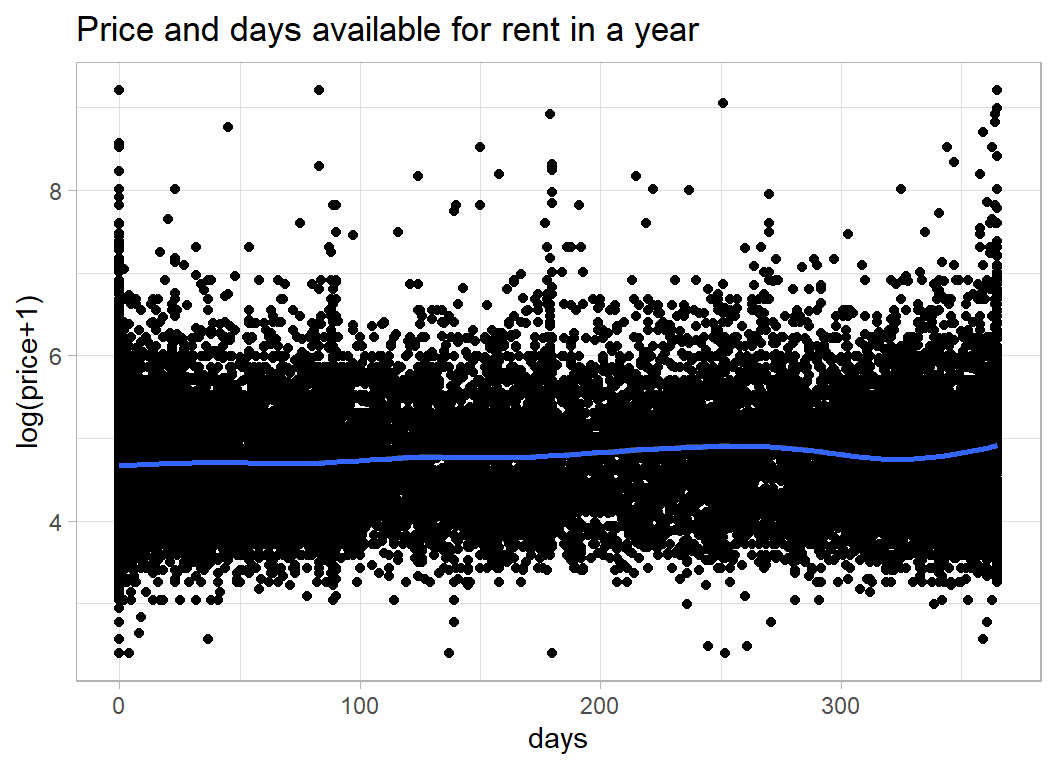 Price and days available for rent in a year
log(price+1)
8
6
4
0 100 200 300
days